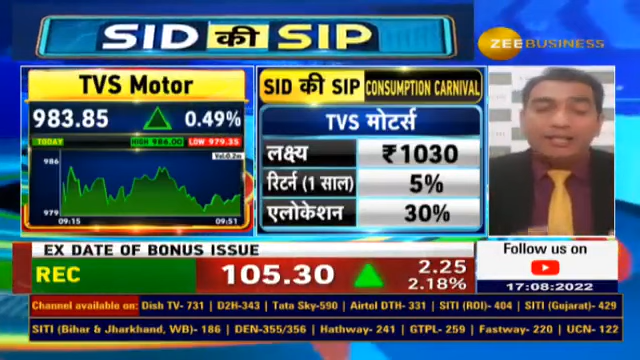 SID की SIP
ZEE BUSINESS
TVS Motor
983.85 0.49%
TODAY HIGH 986.00 LOW 979.35
Vol:0.2m
986
979
09:15 09:51
SID की SIP CONSUMPTION CARNIVAL
TVS मोटर्स
लक्ष्य ₹1030
रिटर्न (1 साल) 5%
एलोकेशन 30%
EX DATE OF BONUS ISSUE
REC 105.30 2.25
2.18%
Follow us on
17:08:2022
Channel available on: Dish TV- 731 | D2H-343 | Tata Sky-590 | Airtel DTH- 331 | SITI (ROI)- 404 | SITI (Gujarat)- 429
SITI (Bihar & Jharkhand, WB)- 186 | DEN-355/356 | Hathway- 241 | GTPL- 259 | Fastway- 220 | UCN- 122